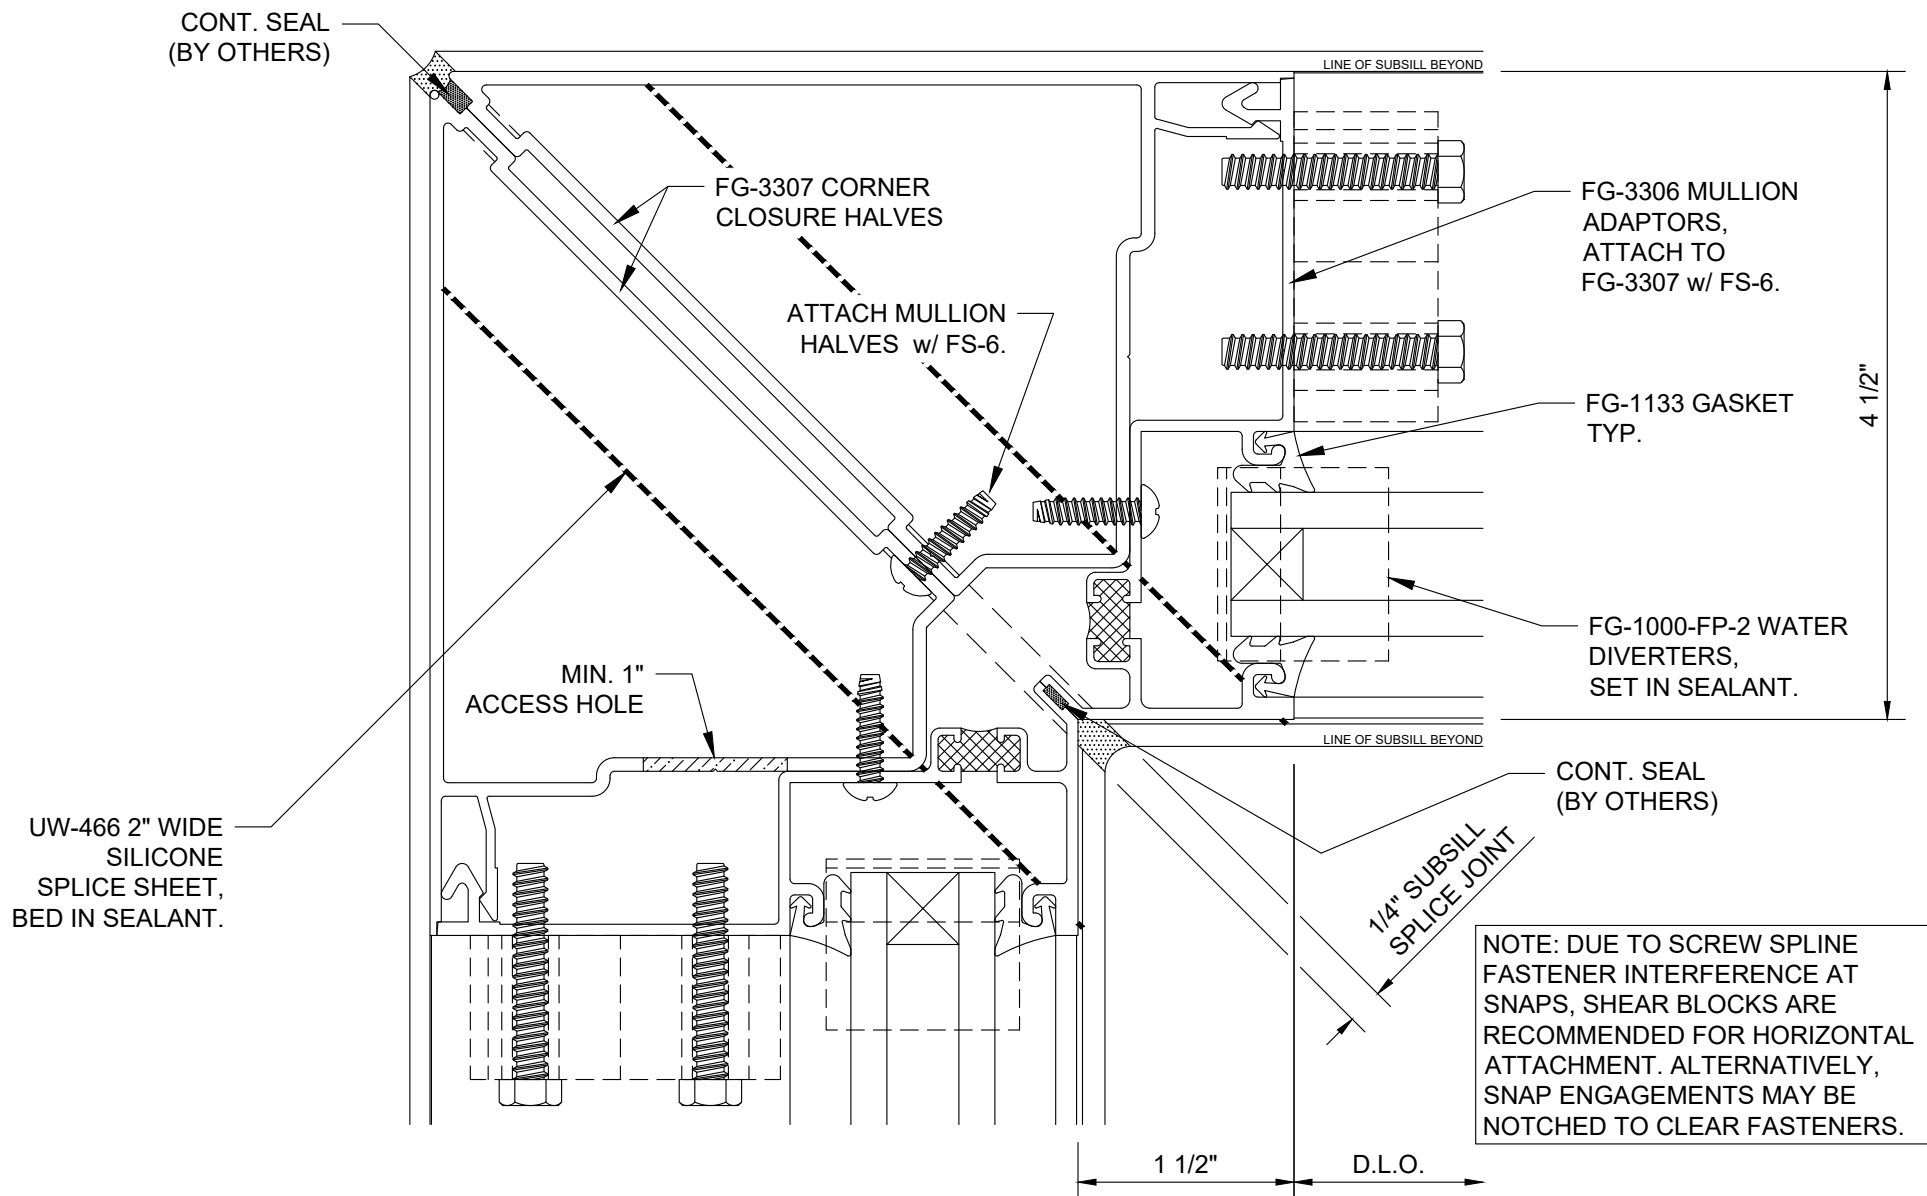 CONT. SEAL
(BY OTHERS)
LINE OF SUBSILL BEYOND
FG-3307 CORNER
CLOSURE HALVES
FG-3306 MULLION
ADAPTORS,
ATTACH TO
FG-3307 w/ FS-6.
ATTACH MULLION
HALVES w/ FS-6.
4 1/2"
FG-1133 GASKET
TYP.
FG-1000-FP-2 WATER
DIVERTERS,
SET IN SEALANT.
MIN. 1"
ACCESS HOLE
LINE OF SUBSILL BEYOND
CONT. SEAL
(BY OTHERS)
UW-466 2" WIDE
SILICONE
SPLICE SHEET,
BED IN SEALANT.
1/4" SUBSILL
SPLICE JOINT
NOTE: DUE TO SCREW SPLINE
FASTENER INTERFERENCE AT
SNAPS, SHEAR BLOCKS ARE
RECOMMENDED FOR HORIZONTAL
ATTACHMENT. ALTERNATIVELY,
SNAP ENGAGEMENTS MAY BE
NOTCHED TO CLEAR FASTENERS.
1 1/2"
D.L.O.